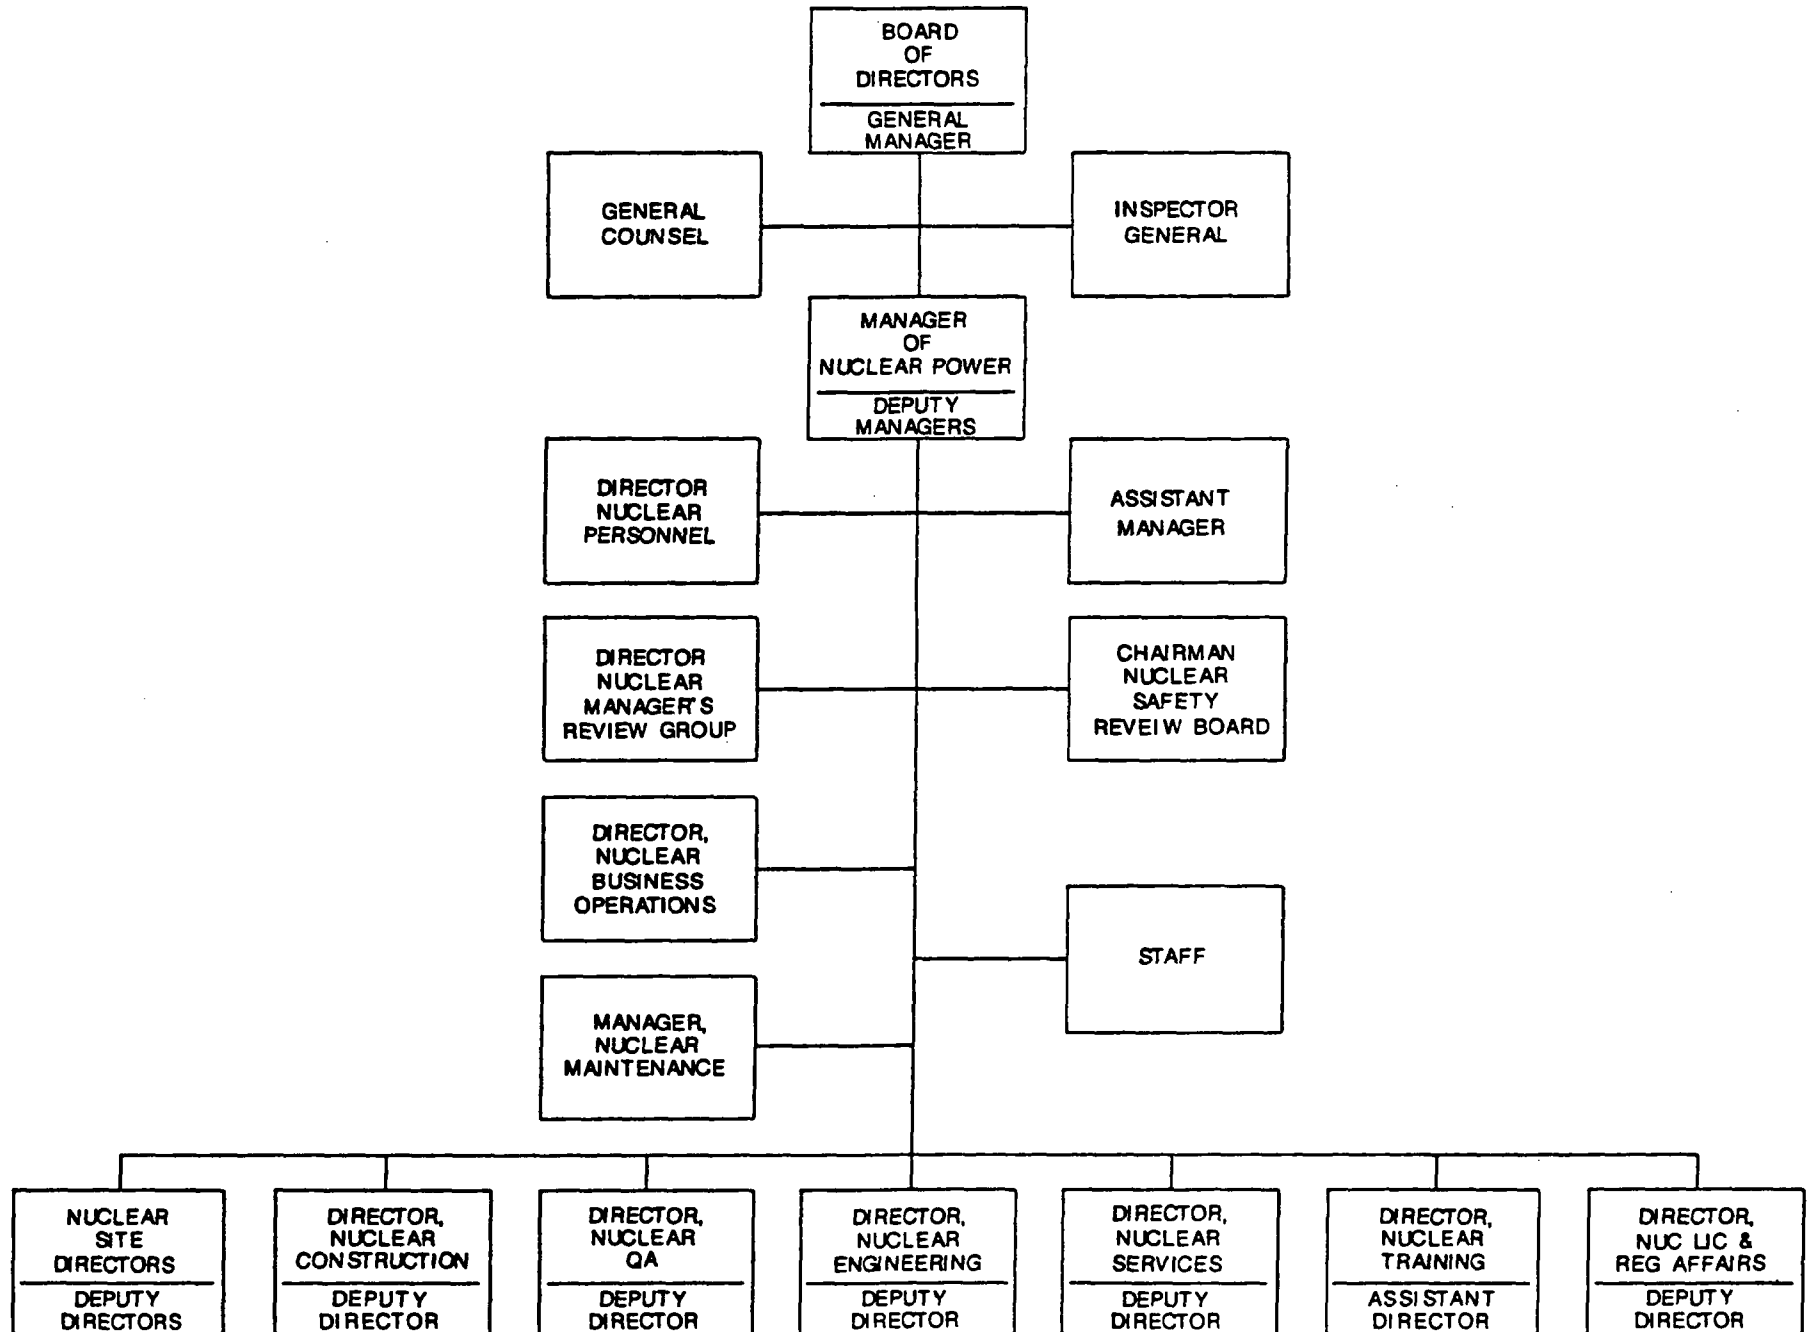 BOARD
OF
DIRECTORS
GENERAL
MANAGER
GENERAL
COUNSEL
INSPECTOR
GENERAL
MANAGER
OF
NUCLEAR POWER
DEPUTY
MANAGERS
DIRECTOR
NUCLEAR
PERSONNEL
ASSISTANT
MANAGER
DIRECTOR
NUCLEAR
MANAGER'S
REVIEW GROUP
CHAIRMAN
NUCLEAR
SAFETY
REVEIW BOARD
DIRECTOR,
NUCLEAR
BUSINESS
OPERATIONS
STAFF
MANAGER,
NUCLEAR
MAINTENANCE
NUCLEAR
SITE
DIRECTORS
DEPUTY
DIRECTORS
DIRECTOR,
NUCLEAR
CONSTRUCTION
DEPUTY
DIRECTOR
DIRECTOR,
NUCLEAR
QA
DEPUTY
DIRECTOR
DIRECTOR,
NUCLEAR
ENGINEERING
DEPUTY
DIRECTOR
DIRECTOR,
NUCLEAR
SERVICES
DEPUTY
DIRECTOR
DIRECTOR,
NUCLEAR
TRAINING
ASSISTANT
DIRECTOR
DIRECTOR,
NUC LIC &
REG AFFAIRS
DEPUTY
DIRECTOR